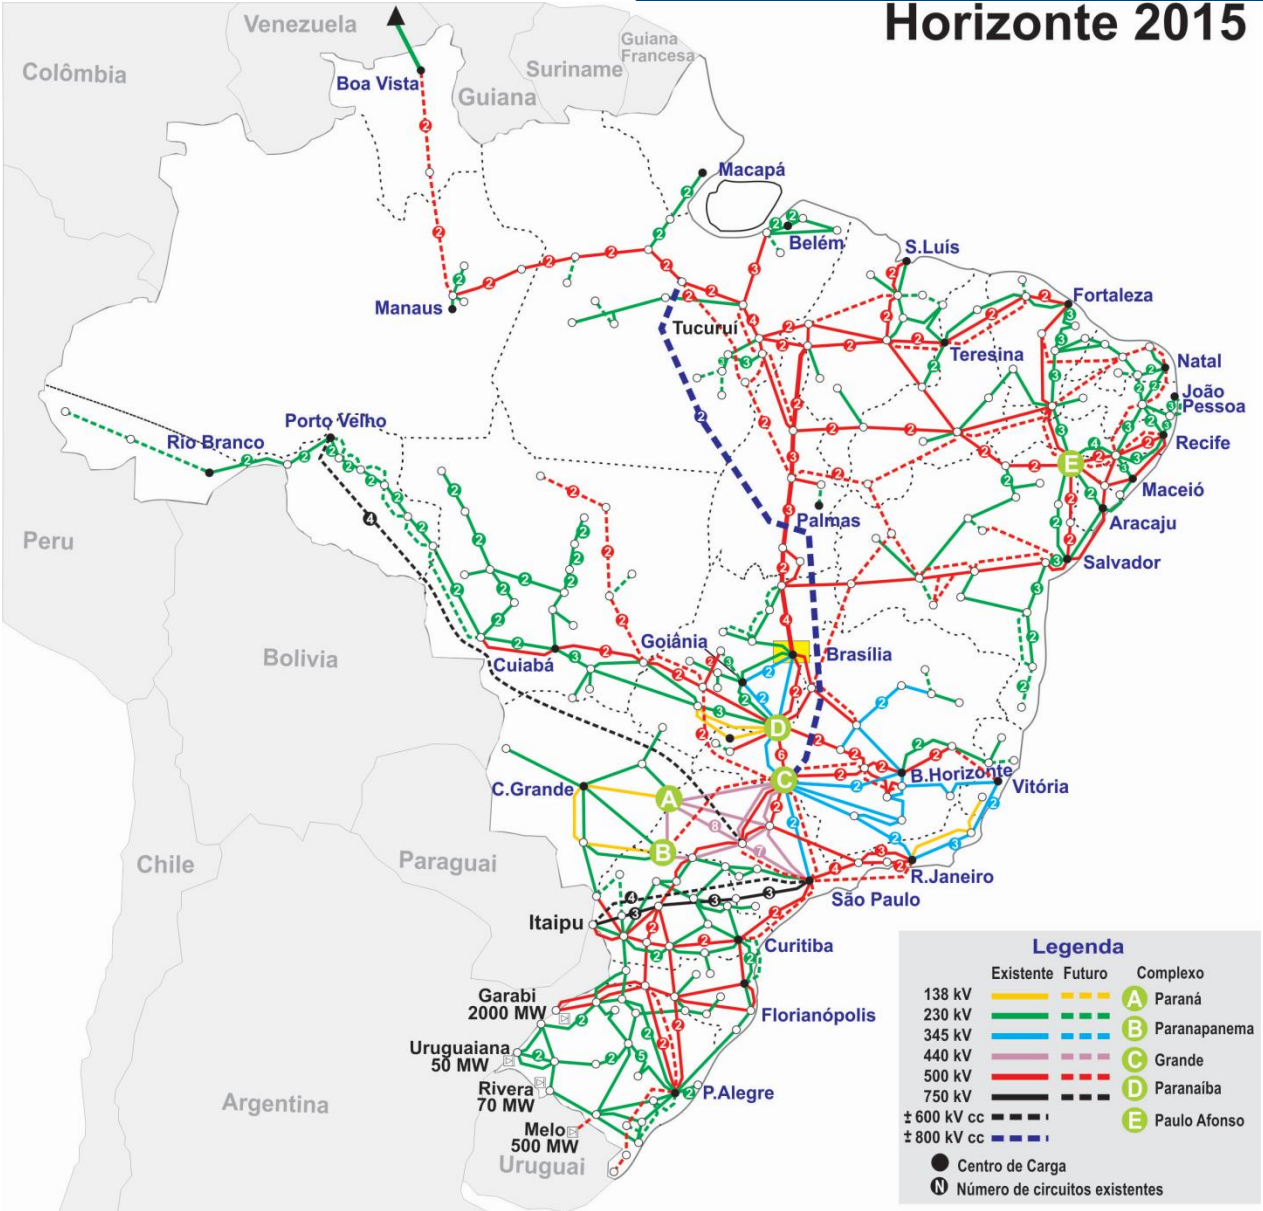 Horizonte 2015
Venezuela
Guiana
Francesa
Suriname
Colômbia
Boa Vista
Guiana
Macapá
Belém
S.Luís
Manaus
Fortaleza
Tucuruí
Teresina
Natal
João
Pessoa
Porto Velho
Rio Branco
Recife
Maceió
Palmas
Aracaju
Peru
Salvador
Goiânia
Brasília
Bolivia
Cuiabá
D
E
C
A
B
C.Grande
B.Horizonte
Vitória
Chile
Paraguai
R.Janeiro
São Paulo
Itaipu
Curitiba
Garabi
2000 MW
Florianópolis
Uruguaiana
50 MW
Rivera
70 MW
P.Alegre
Argentina
Melo
500 MW
Uruguai
Legenda
Existente Futuro Complexo
138 kV A Paraná
230 kV
345 kV B Paranapanema
440 kV C Grande
500 kV D Paranaíba
750 kV
±600 kV cc E Paulo Afonso
±800 kV cc
Centro de Carga
N Número de circuitos existentes